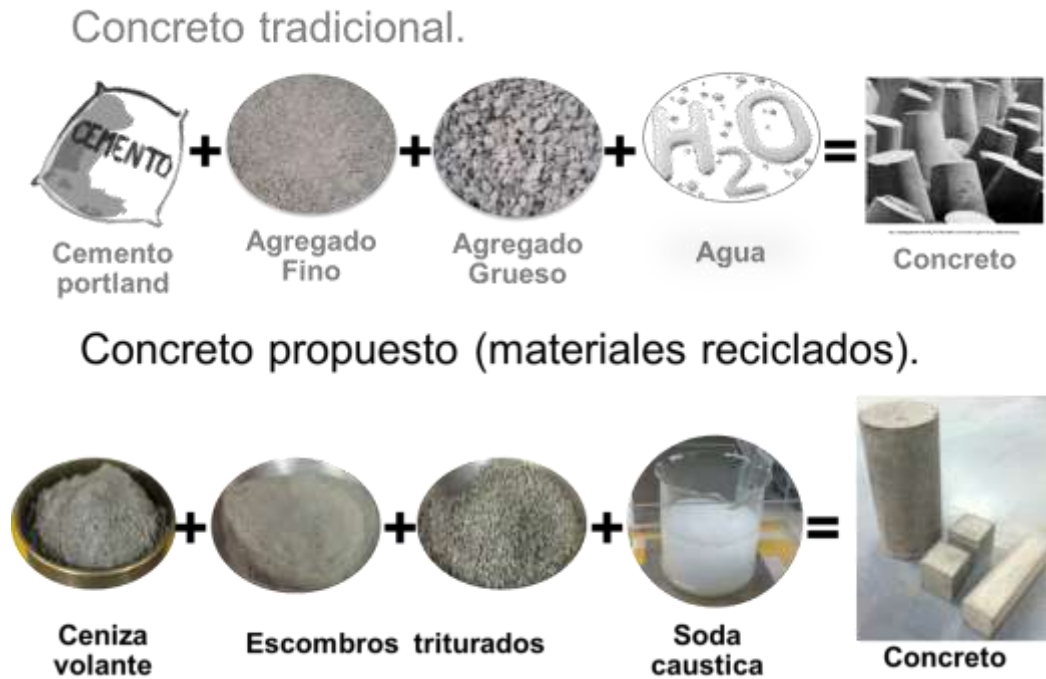 Concreto tradicional.
CEMENTO
H2O
Cemento
portland
Agregado
Fino
Agregado
Grueso
Agua
Concreto
Concreto propuesto (materiales reciclados).
Ceniza
volante
Escombros triturados
Soda
caustica
Concreto